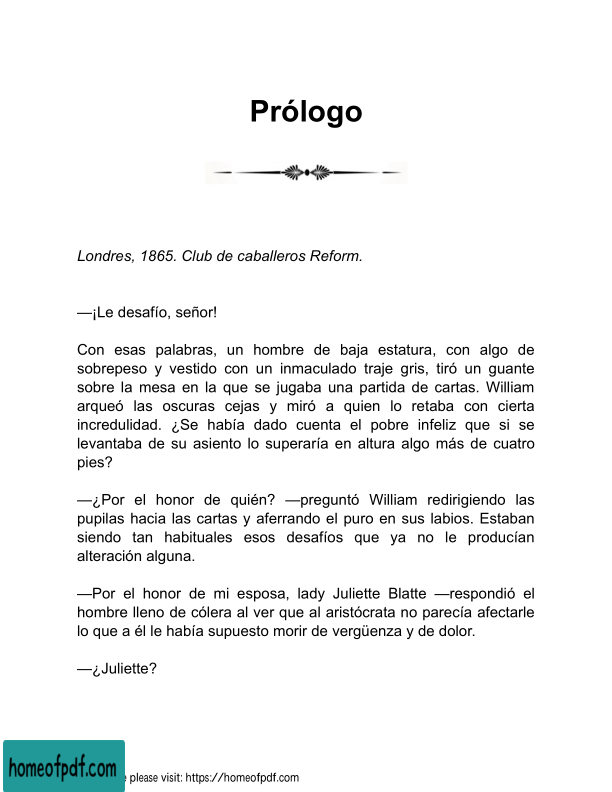 Prólogo
Londres, 1865. Club de caballeros Reform.
—¡Le desafío, señor!
Con esas palabras, un hombre de baja estatura, con algo de
sobrepeso y vestido con un inmaculado traje gris, tiró un guante
sobre la mesa en la que se jugaba una partida de cartas. William
arqueó las oscuras cejas y miró a quien lo retaba con cierta
incredulidad. ¿Se había dado cuenta el pobre infeliz que si se
levantaba de su asiento lo superaría en altura algo más de cuatro
pies?
—¿Por el honor de quién? —preguntó William redirigiendo las
pupilas hacia las cartas y aferrando el puro en sus labios. Estaban
siendo tan habituales esos desafíos que ya no le producían
alteración alguna.
—Por el honor de mi esposa, lady Juliette Blatte —respondió el
hombre lleno de cólera al ver que al aristócrata no parecía afectarle
lo que a él le había supuesto morir de vergüenza y de dolor.
—¿Juliette?
homeofpdf.com
please visit: https://homeofpdf.com